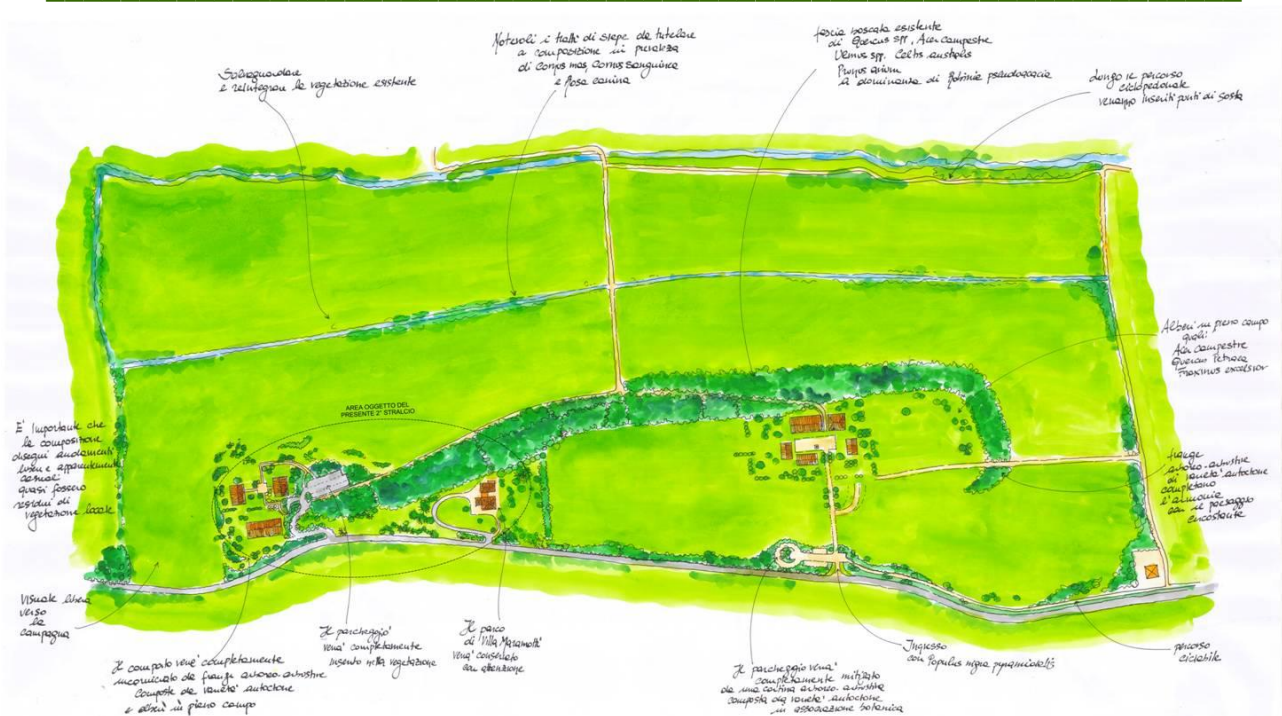 Salvaguardare
e reintegrare la vegetazione esistente
Notevoli i tratti di siepe da tutelare
a composizione in prevalenza
di Cornus mas, Cornus sanguinea
e Rosa canina
fascia boscata esistente
di Quercus spp, Acer campestre
Ulmus spp. Celtis australis
Prunus avium
a dominanza di Robinia pseudoacacia
Lungo il percorso
ciclopedonale
verranno inseriti punti di sosta
Alberi in pieno campo
quali:
Acer campestre
Quercus Petraea
Fraxinus excelsior
AREA OGGETTO DEL
PRESENTE 2° STRALCIO
E' importante che
la composizione
disegni andamenti
liberi e apparentemente
casuali
quasi fossero
residui di
vegetazione locale
frange
arboreo-arbustive
di varietà autoctone
completano
l'armonia
con il paesaggio
circostante
Visuale libera
verso
la
campagna
Il comparto verrà completamente
incorniciato da frange arboreo-arbustive
composte da varietà autoctone
e alberi in pieno campo
Il parcheggio
verrà completamente
inserito nella vegetazione
Il parco
di Villa
verrà conservato
con attenzione
Il parcheggio verrà
completamente mitigato
da una cortina arboreo-arbustiva
composta da varietà autoctone
in associazione botanica
Ingresso
con Populus nigra pyramidalis
percorso
ciclabile